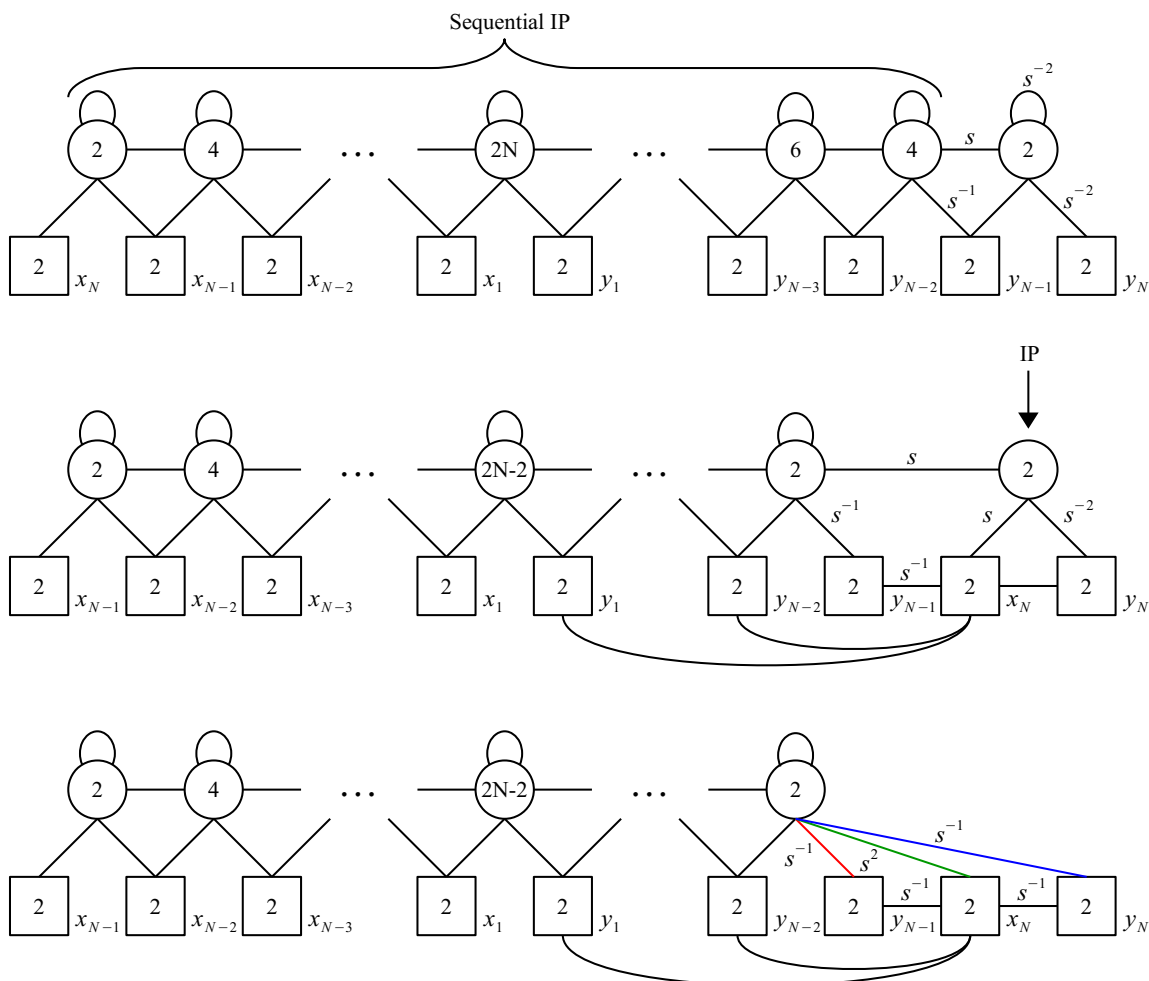 Sequential IP
s⁻²
2 4 ... 2N ... 6 4 s 2
s⁻¹ s⁻²
2 x_N 2 x_{N−1} 2 x_{N−2} 2 x_1 2 y_1 2 y_{N−3} 2 y_{N−2} 2 y_{N−1} 2 y_N
IP
2 4 ... 2N-2 ... 2 s 2
s⁻¹ s s⁻²
2 x_{N−1} 2 x_{N−2} 2 x_{N−3} 2 x_1 2 y_1 2 y_{N−2} 2 s⁻¹ y_{N−1} 2 x_N 2 y_N
2 4 ... 2N-2 ... 2
s⁻¹ s² s⁻¹
2 x_{N−1} 2 x_{N−2} 2 x_{N−3} 2 x_1 2 y_1 2 y_{N−2} 2 s⁻¹ y_{N−1} 2 s⁻¹ x_N 2 y_N